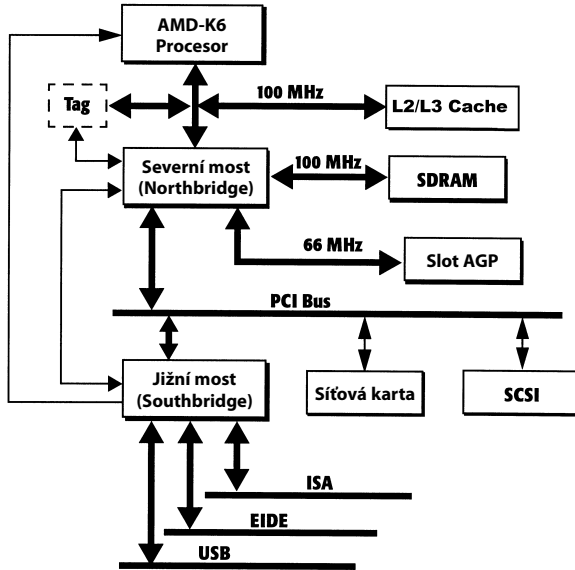 AMD-K6
Procesor
Tag
100 MHz
L2/L3 Cache
Severní most
(Northbridge)
100 MHz
SDRAM
66 MHz
Slot AGP
PCI Bus
Jižní most
(Southbridge)
Síťová karta
SCSI
ISA
EIDE
USB